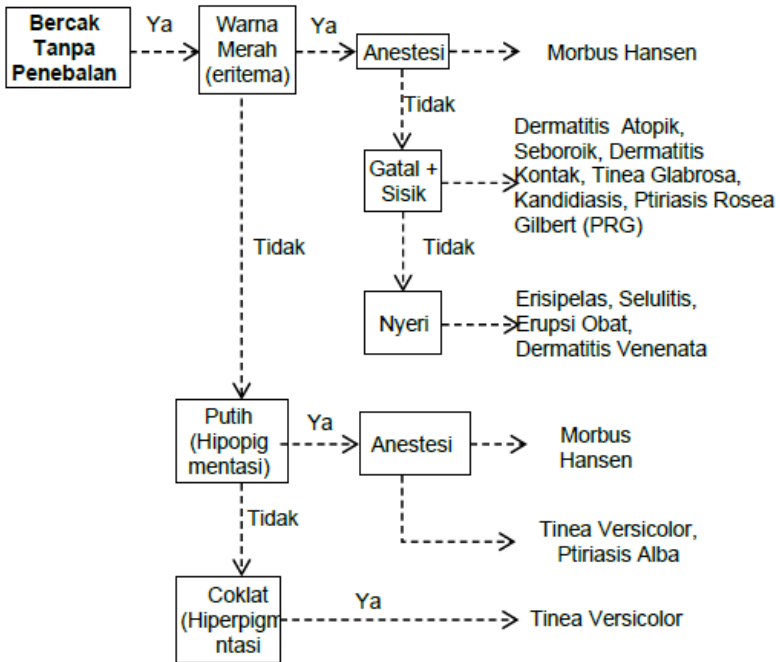 Bercak
Tanpa
Penebalan
Ya
Warna
Merah
(eritema)
Ya
Anestesi
Morbus Hansen
Tidak
Gatal +
Sisik
Dermatitis Atopik,
Seboroik, Dermatitis
Kontak, Tinea Glabrosa,
Kandidiasis, Ptiriasis Rosea
Gilbert (PRG)
Tidak
Tidak
Nyeri
Erisipelas, Selulitis,
Erupsi Obat,
Dermatitis Venenata
Putih
(Hipopig
mentasi)
Ya
Anestesi
Morbus
Hansen
Tidak
Tinea Versicolor,
Ptiriasis Alba
Coklat
(Hiperpigm
ntasi
Ya
Tinea Versicolor